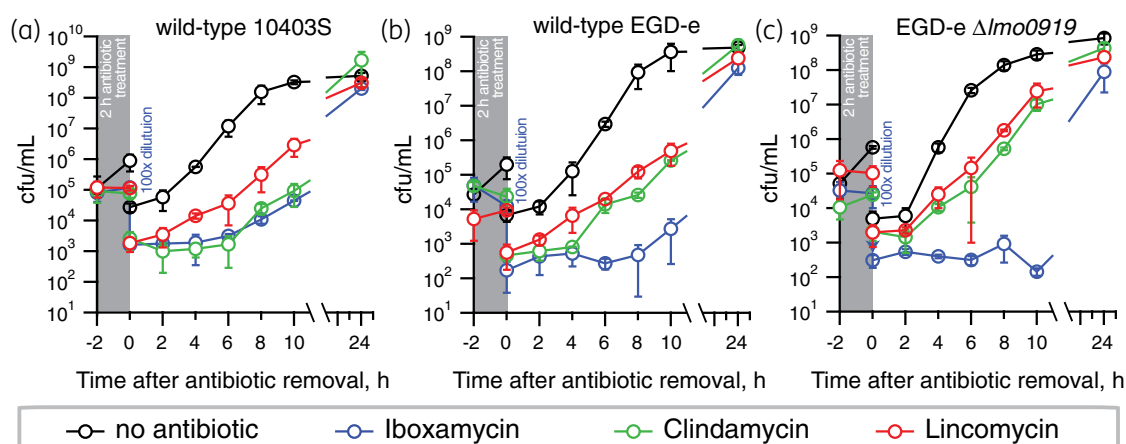 (a) wild-type 10403S
cfu/mL
10^10
10^9
10^8
10^7
10^6
10^5
10^4
10^3
10^2
10^1
2 h antibiotic
treatment
100x dilutuion
-2 0 2 4 6 8 10 24
Time after antibiotic removal, h
(b) wild-type EGD-e
cfu/mL
10^9
10^8
10^7
10^6
10^5
10^4
10^3
10^2
10^1
2 h antibiotic
treatment
100x dilutuion
-2 0 2 4 6 8 10 24
Time after antibiotic removal, h
(c) EGD-e Δlmo0919
cfu/mL
10^9
10^8
10^7
10^6
10^5
10^4
10^3
10^2
10^1
2 h antibiotic
treatment
100x dilutuion
-2 0 2 4 6 8 10 24
Time after antibiotic removal, h
no antibiotic Iboxamycin Clindamycin Lincomycin